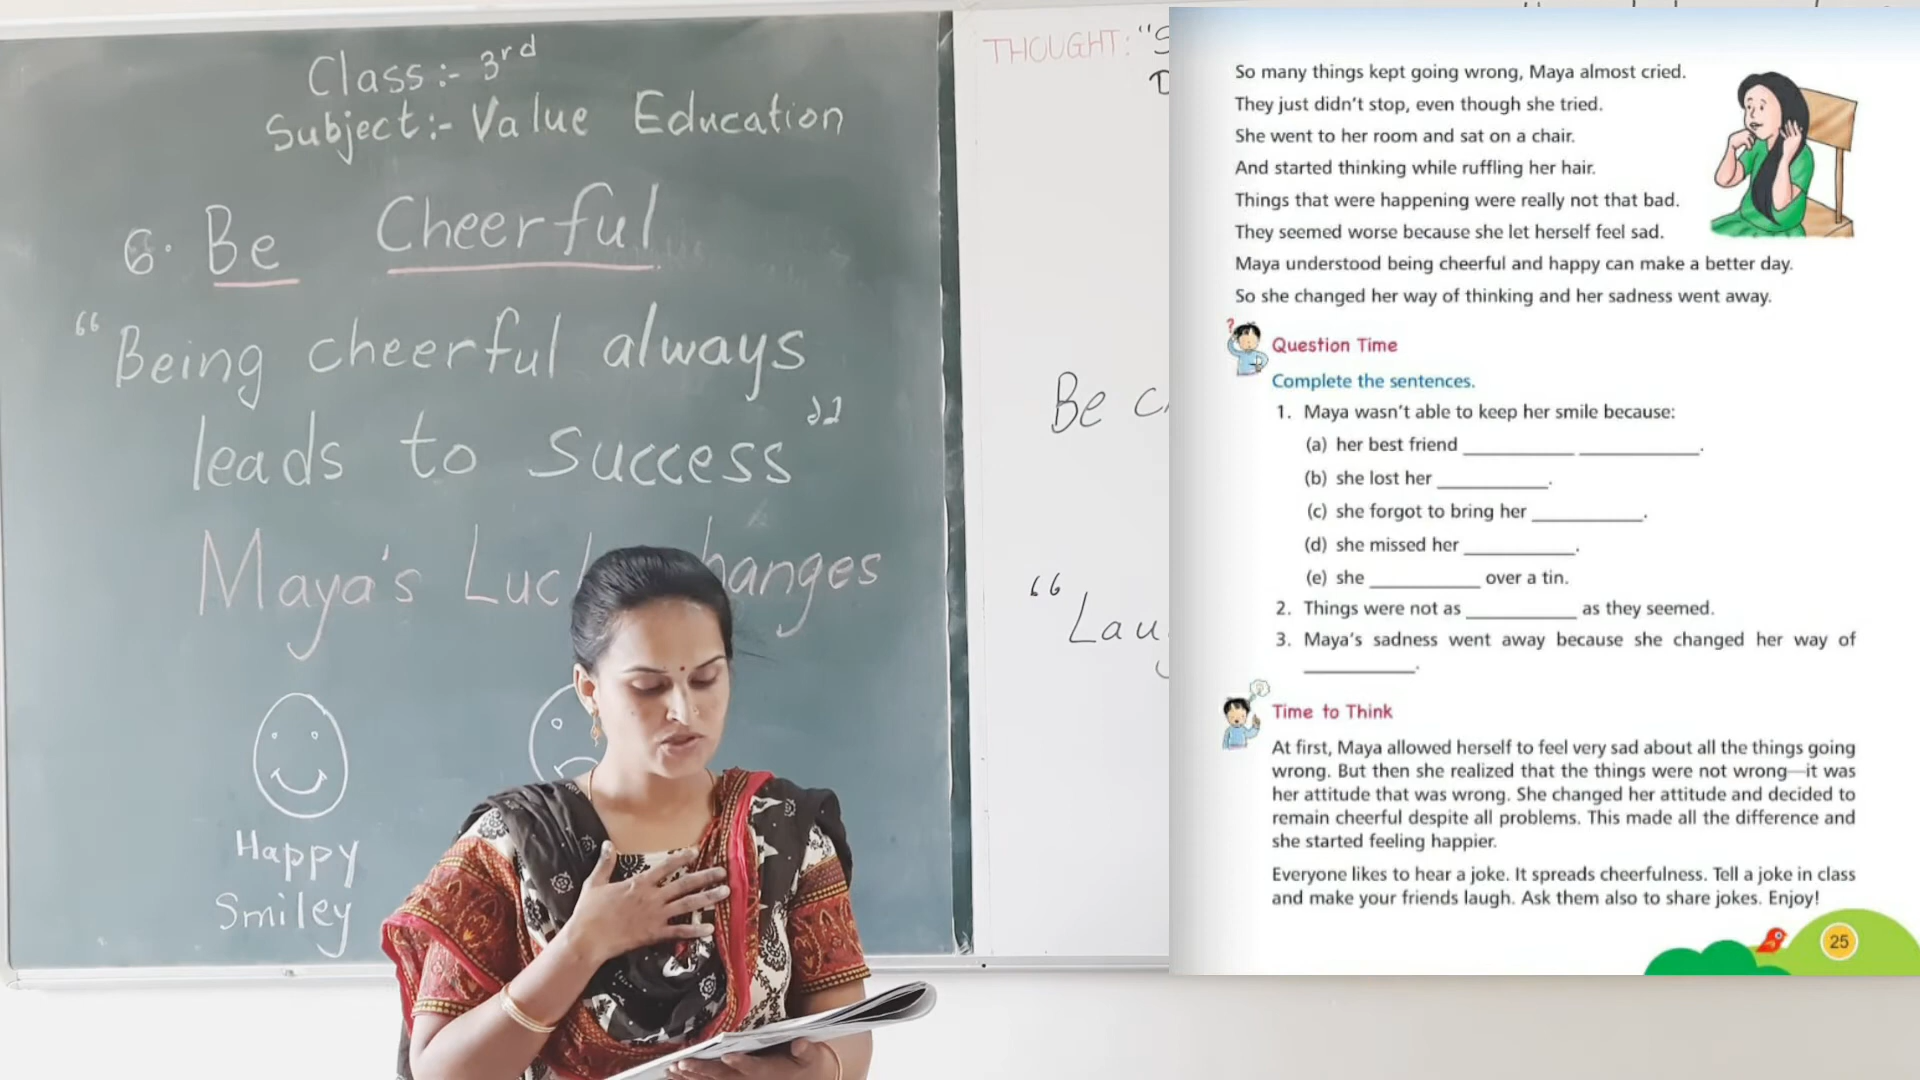 Class:- 3rd
Subject:- Value Education
6. Be Cheerful
“Being cheerful always
leads to success”
Maya's Luc hanges
Happy
Smiley
THOUGHT: “S
Be c
“Lau
So many things kept going wrong, Maya almost cried.
They just didn't stop, even though she tried.
She went to her room and sat on a chair.
And started thinking while ruffling her hair.
Things that were happening were really not that bad.
They seemed worse because she let herself feel sad.
Maya understood being cheerful and happy can make a better day.
So she changed her way of thinking and her sadness went away.
Question Time
Complete the sentences.
1. Maya wasn't able to keep her smile because:
(a) her best friend ____________ ____________.
(b) she lost her ____________.
(c) she forgot to bring her ____________.
(d) she missed her ____________.
(e) she ____________ over a tin.
2. Things were not as ____________ as they seemed.
3. Maya's sadness went away because she changed her way of
____________.
Time to Think
At first, Maya allowed herself to feel very sad about all the things going
wrong. But then she realized that the things were not wrong—it was
her attitude that was wrong. She changed her attitude and decided to
remain cheerful despite all problems. This made all the difference and
she started feeling happier.
Everyone likes to hear a joke. It spreads cheerfulness. Tell a joke in class
and make your friends laugh. Ask them also to share jokes. Enjoy!
25